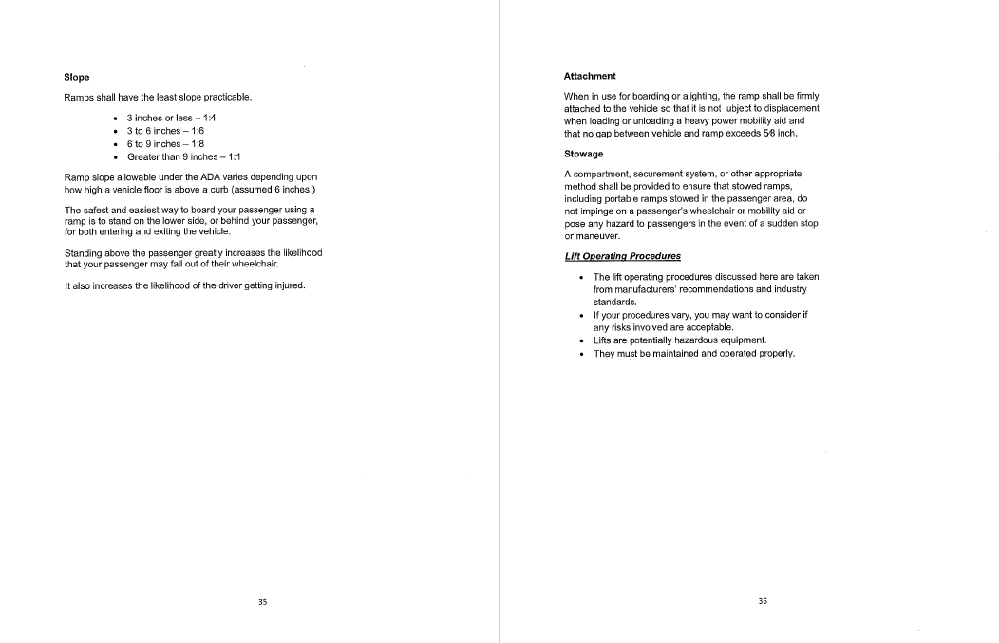 Slope
Ramps shall have the least slope practicable.
• 3 inches or less – 1:4
• 3 to 6 inches – 1:6
• 6 to 9 inches – 1:8
• Greater than 9 inches – 1:1
Ramp slope allowable under the ADA varies depending upon
how high a vehicle floor is above a curb (assumed 6 inches.)
The safest and easiest way to board your passenger using a
ramp is to stand on the lower side, or behind your passenger,
for both entering and exiting the vehicle.
Standing above the passenger greatly increases the likelihood
that your passenger may fall out of their wheelchair.
It also increases the likelihood of the driver getting injured.
35
Attachment
When in use for boarding or alighting, the ramp shall be firmly
attached to the vehicle so that it is not ubject to displacement
when loading or unloading a heavy power mobility aid and
that no gap between vehicle and ramp exceeds 5⁄8 inch.
Stowage
A compartment, securement system, or other appropriate
method shall be provided to ensure that stowed ramps,
including portable ramps stowed in the passenger area, do
not impinge on a passenger's wheelchair or mobility aid or
pose any hazard to passengers in the event of a sudden stop
or maneuver.
Lift Operating Procedures
• The lift operating procedures discussed here are taken
from manufacturers' recommendations and industry
standards.
• If your procedures vary, you may want to consider if
any risks involved are acceptable.
• Lifts are potentially hazardous equipment.
• They must be maintained and operated properly.
36